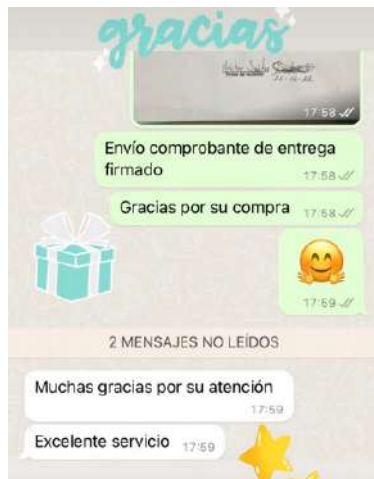 gracias
17:58
Envío comprobante de entrega
firmado
17:58
Gracias por su compra 17:58
17:59
2 MENSAJES NO LEÍDOS
Muchas gracias por su atención
17:59
Excelente servicio 17:59